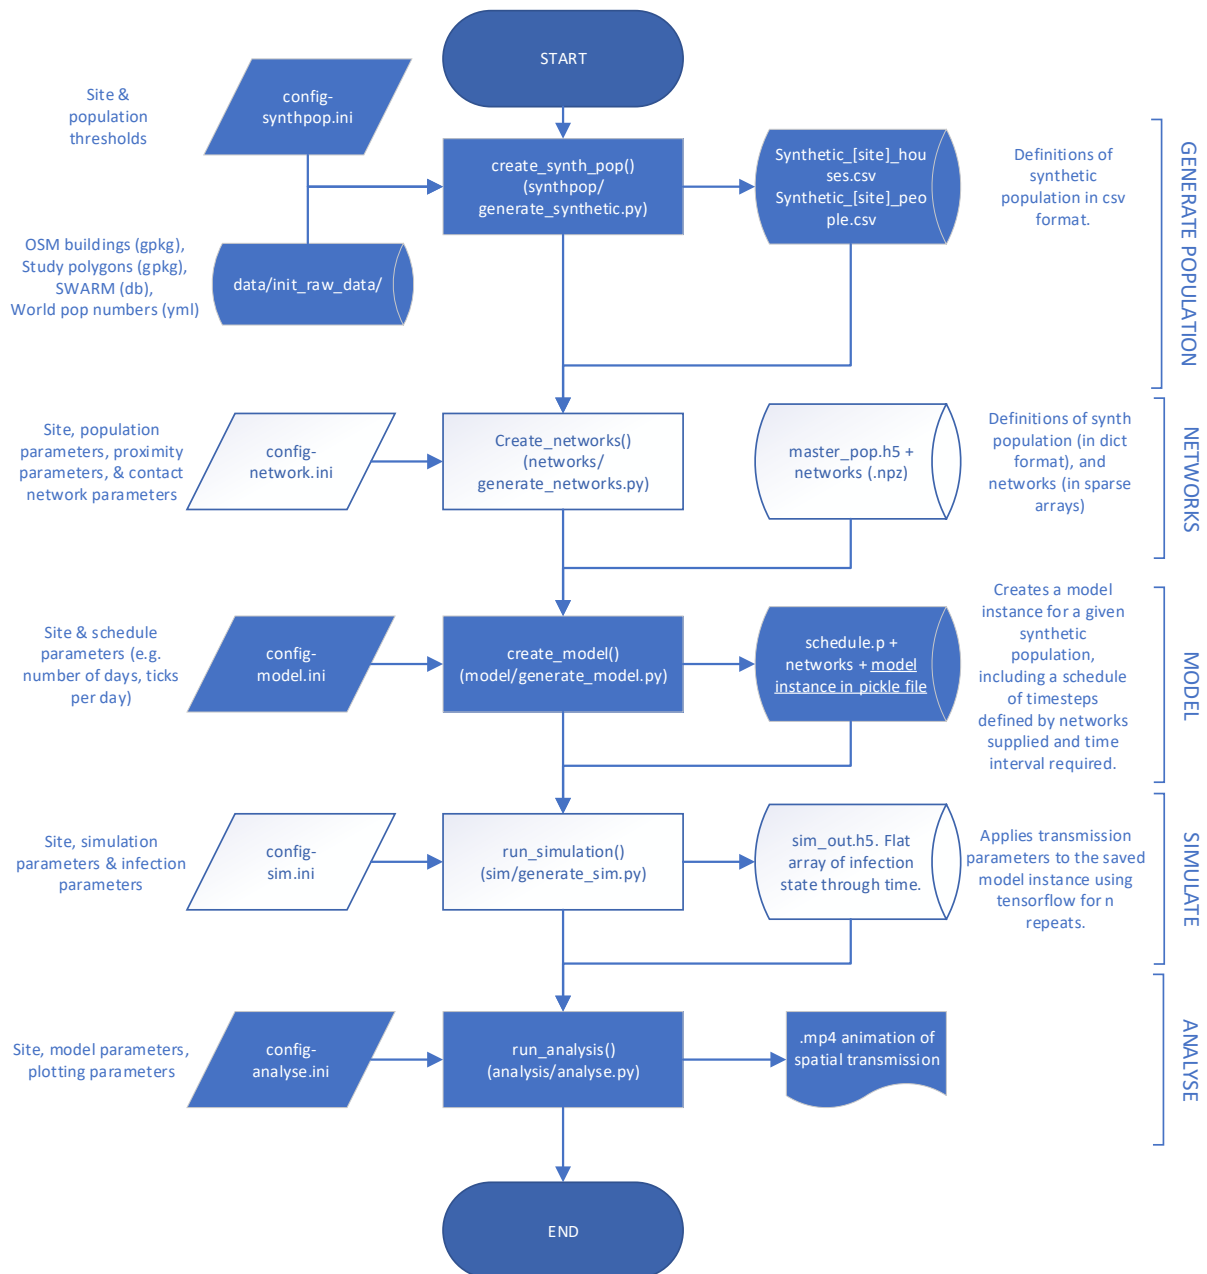 START
Site &
population
thresholds
config-
synthpop.ini
create_synth_pop()
(synthpop/
generate_synthetic.py)
Synthetic_[site]_hou
ses.csv
Synthetic_[site]_peo
ple.csv
Definitions of
synthetic
population in csv
format.
GENERATE POPULATION
OSM buildings (gpkg),
Study polygons (gpkg),
SWARM (db),
World pop numbers (yml)
data/init_raw_data/
Site, population
parameters, proximity
parameters, & contact
network parameters
config-
network.ini
Create_networks()
(networks/
generate_networks.py)
master_pop.h5 +
networks (.npz)
Definitions of synth
population (in dict
format), and
networks (in sparse
arrays)
NETWORKS
Site & schedule
parameters (e.g.
number of days, ticks
per day)
config-
model.ini
create_model()
(model/generate_model.py)
schedule.p +
networks + model
instance in pickle file
Creates a model
instance for a given
synthetic
population,
including a schedule
of timesteps
defined by networks
supplied and time
interval required.
MODEL
Site, simulation
parameters & infection
parameters
config-
sim.ini
run_simulation()
(sim/generate_sim.py)
sim_out.h5. Flat
array of infection
state through time.
Applies transmission
parameters to the saved
model instance using
tensorflow for n
repeats.
SIMULATE
Site, model parameters,
plotting parameters
config-
analyse.ini
run_analysis()
(analysis/analyse.py)
.mp4 animation of
spatial transmission
ANALYSE
END